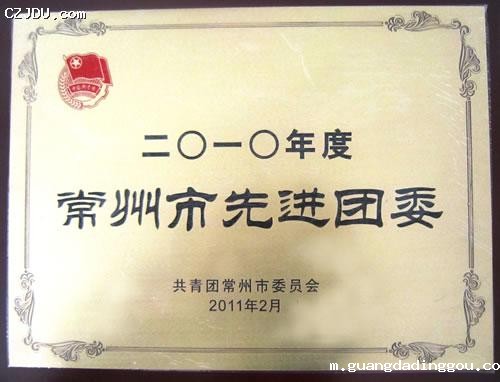 CZJDU.COM
二〇一〇年度
常州市先进团委
共青团常州市委员会
2011年2月
m.guangdadinggou.co